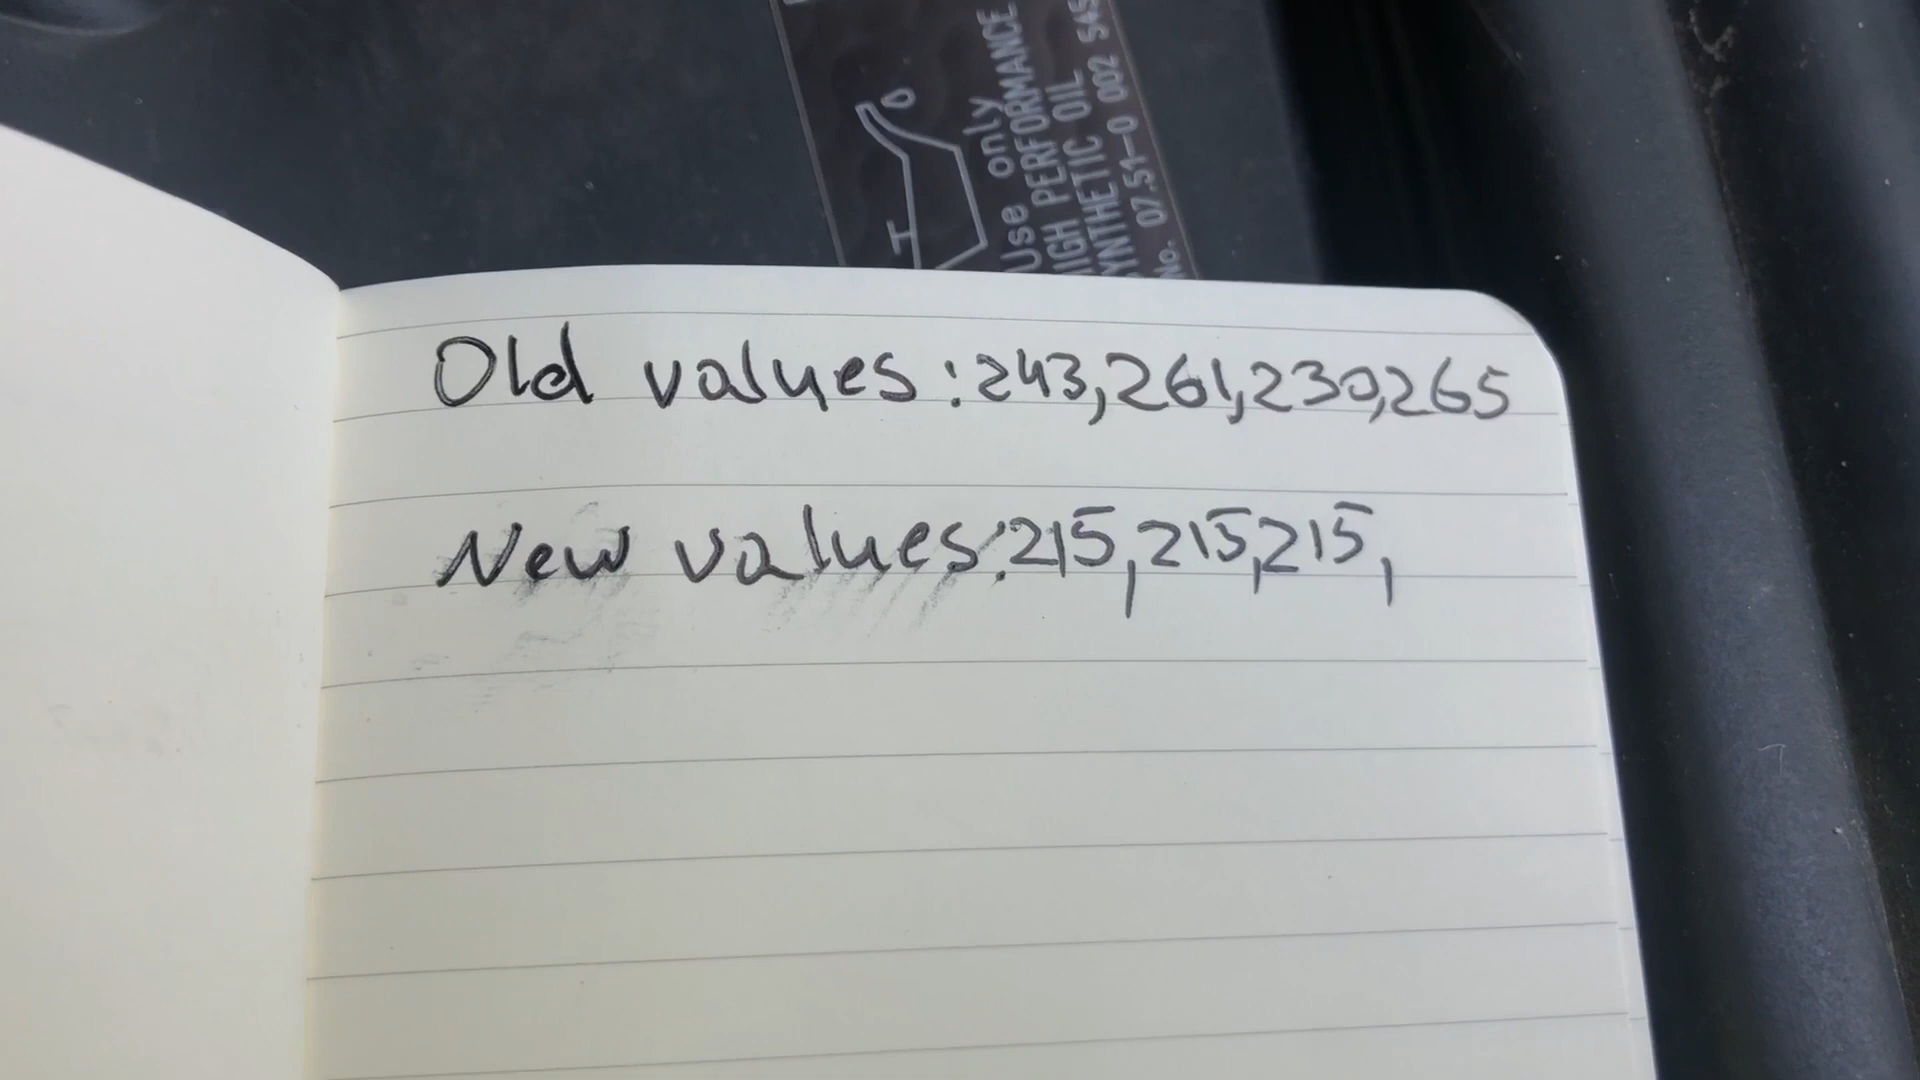 Use only
HIGH PERFORMANCE
SYNTHETIC OIL
No. 07.51-0 002 545
Old values:243,261,230,265
New values:215,215,215,